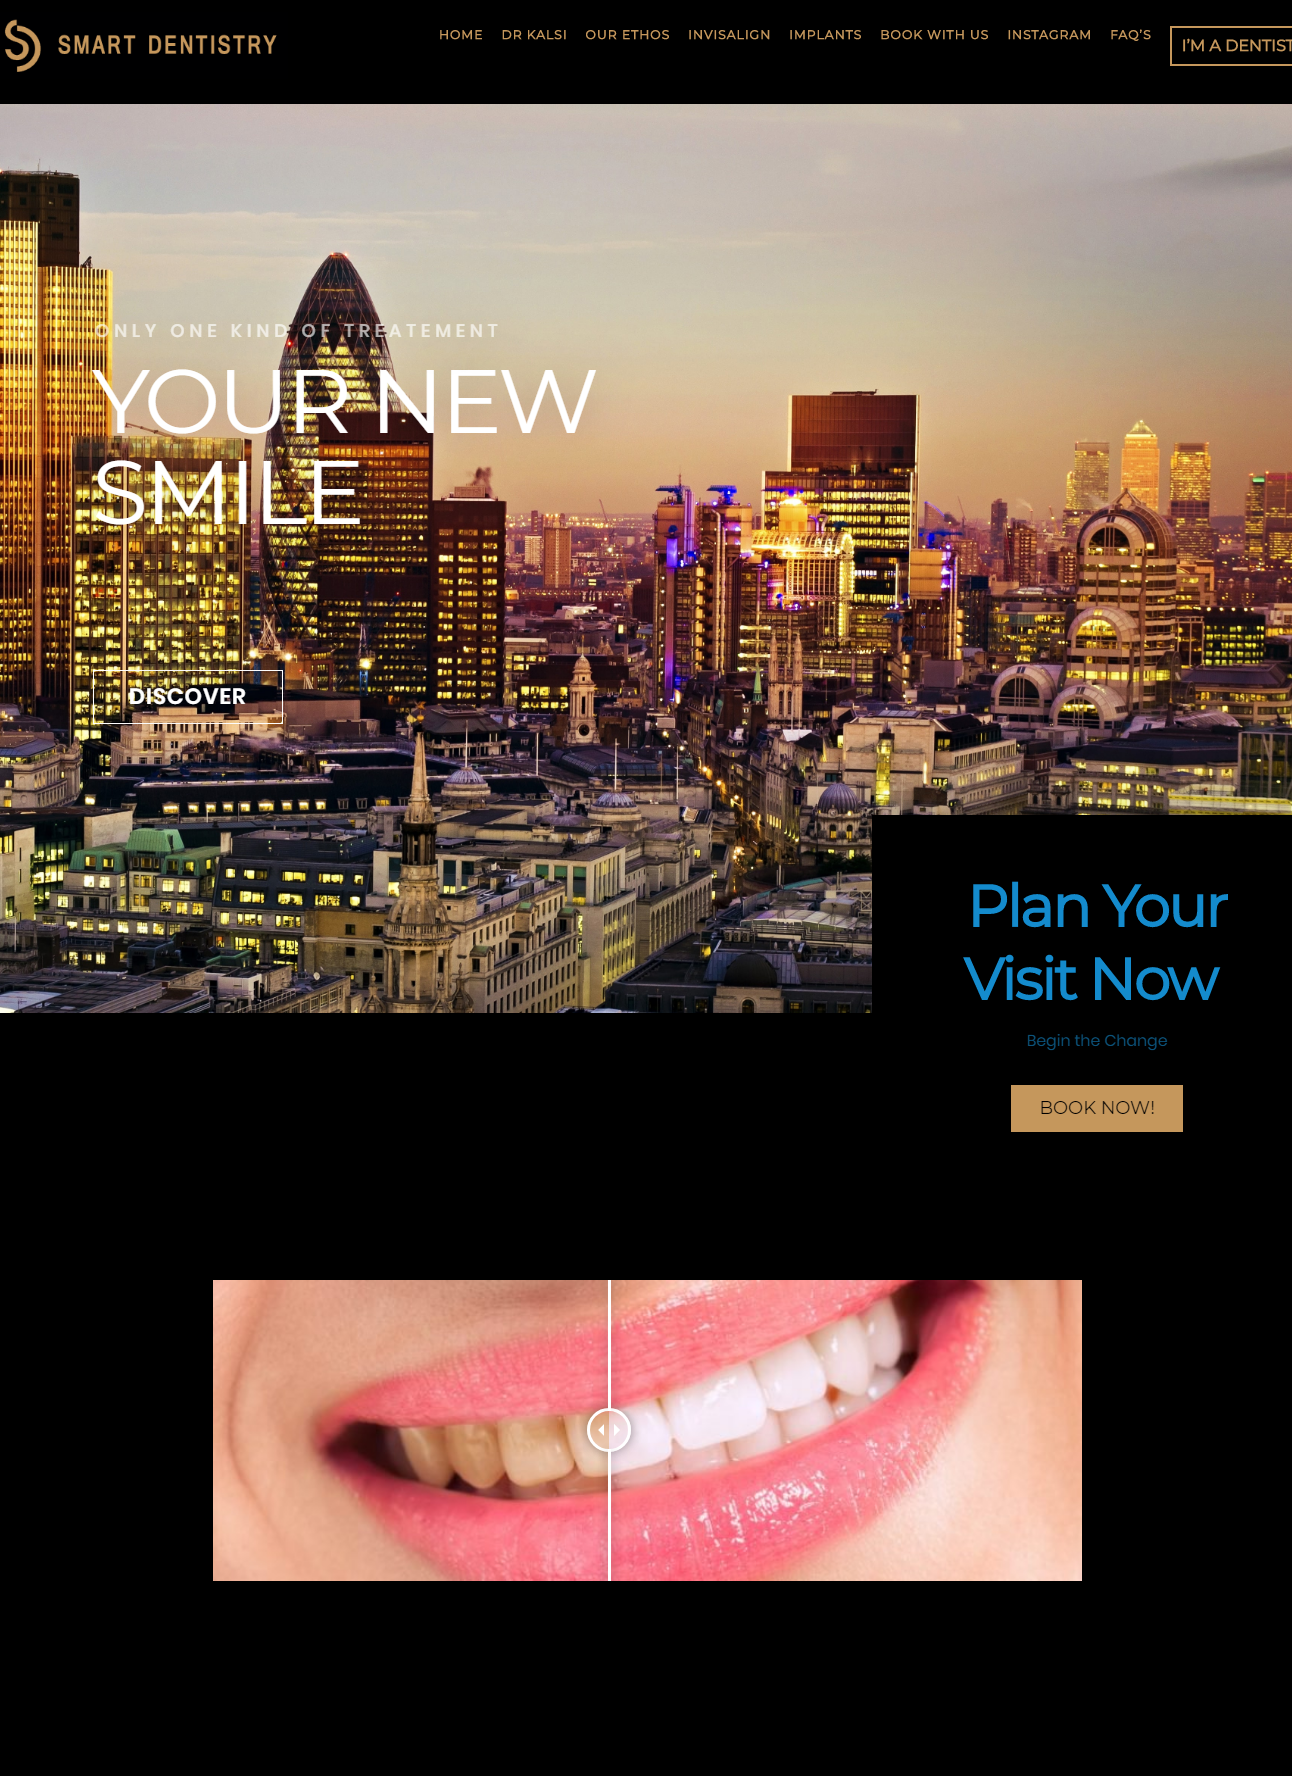 SMART DENTISTRY
HOME DR KALSI OUR ETHOS INVISALIGN IMPLANTS BOOK WITH US INSTAGRAM FAQ'S
I'M A DENTIST
ONLY ONE KIND OF TREATEMENT
YOUR NEW
SMILE
DISCOVER
Plan Your
Visit Now
Begin the Change
BOOK NOW!